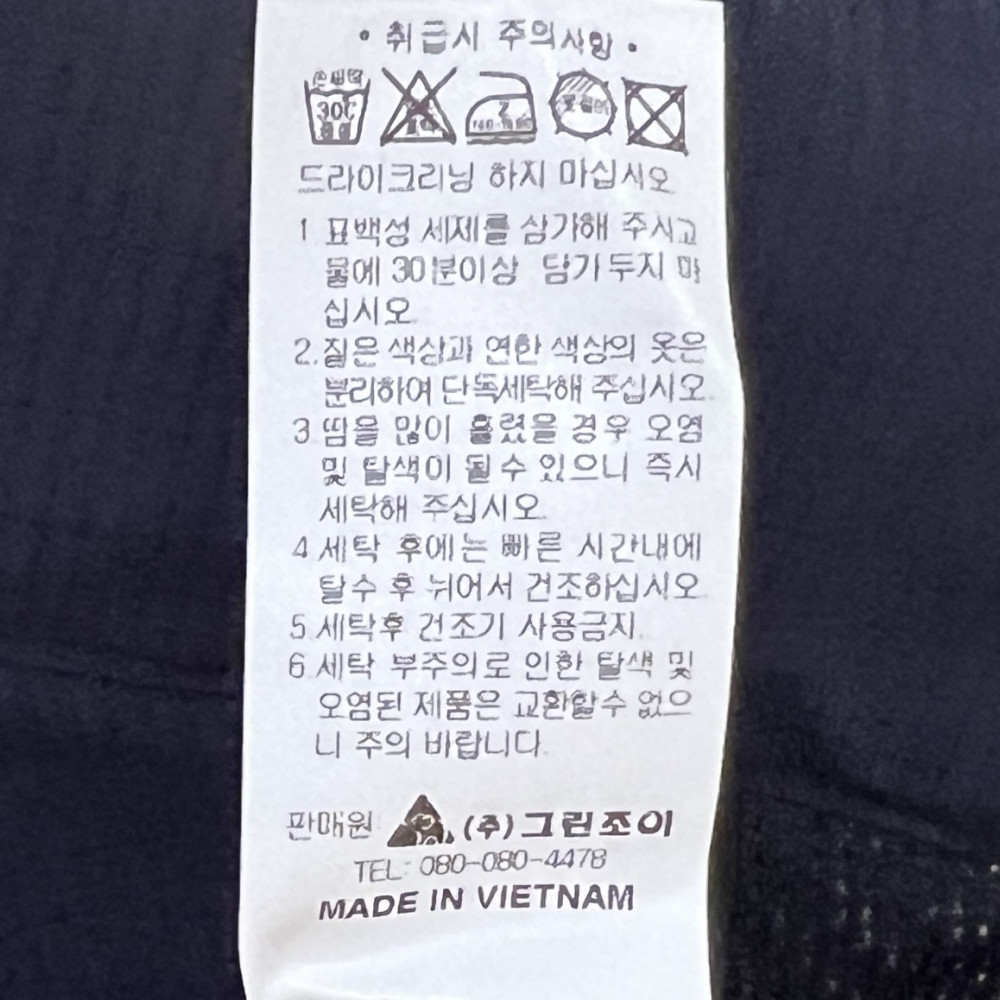 • 취급시 주의사항 •
손세탁
30℃
중성
드라이크리닝 하지 마십시오
1 표백성 세제를 삼가해 주시고
물에 30분이상 담가두지 마
십시오
2.짙은 색상과 연한 색상의 옷은
분리하여 단독세탁해 주십시오
3 땀을 많이 흘렸을 경우 오염
및 탈색이 될 수 있으니 즉시
세탁해 주십시오
4 세탁 후에는 빠른 시간내에
탈수 후 뉘어서 건조하십시오
5 세탁후 건조기 사용금지.
6 세탁 부주의로 인한 탈색 및
오염된 제품은 교환할수 없으
니 주의 바랍니다.
판매원 (주)그린조이
TEL: 080-080-4478
MADE IN VIETNAM